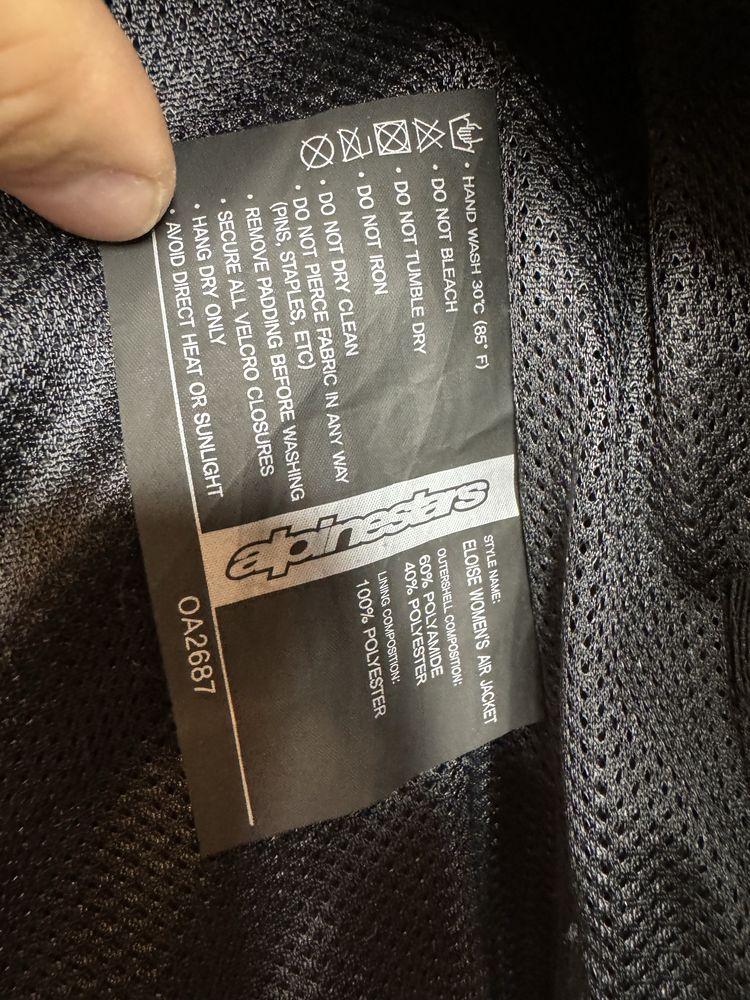 • HAND WASH 30°C (85° F)
• DO NOT BLEACH
• DO NOT TUMBLE DRY
• DO NOT IRON
• DO NOT DRY CLEAN
• DO NOT PIERCE FABRIC IN ANY WAY
(PINS, STAPLES, ETC)
• REMOVE PADDING BEFORE WASHING
• SECURE ALL VELCRO CLOSURES
• HANG DRY ONLY
• AVOID DIRECT HEAT OR SUNLIGHT
alpinestars
STYLE NAME:
ELOISE WOMEN'S AIR JACKET
OUTERSHELL COMPOSITION:
60% POLYAMIDE
40% POLYESTER
LINING COMPOSITION:
100% POLYESTER
OA2687